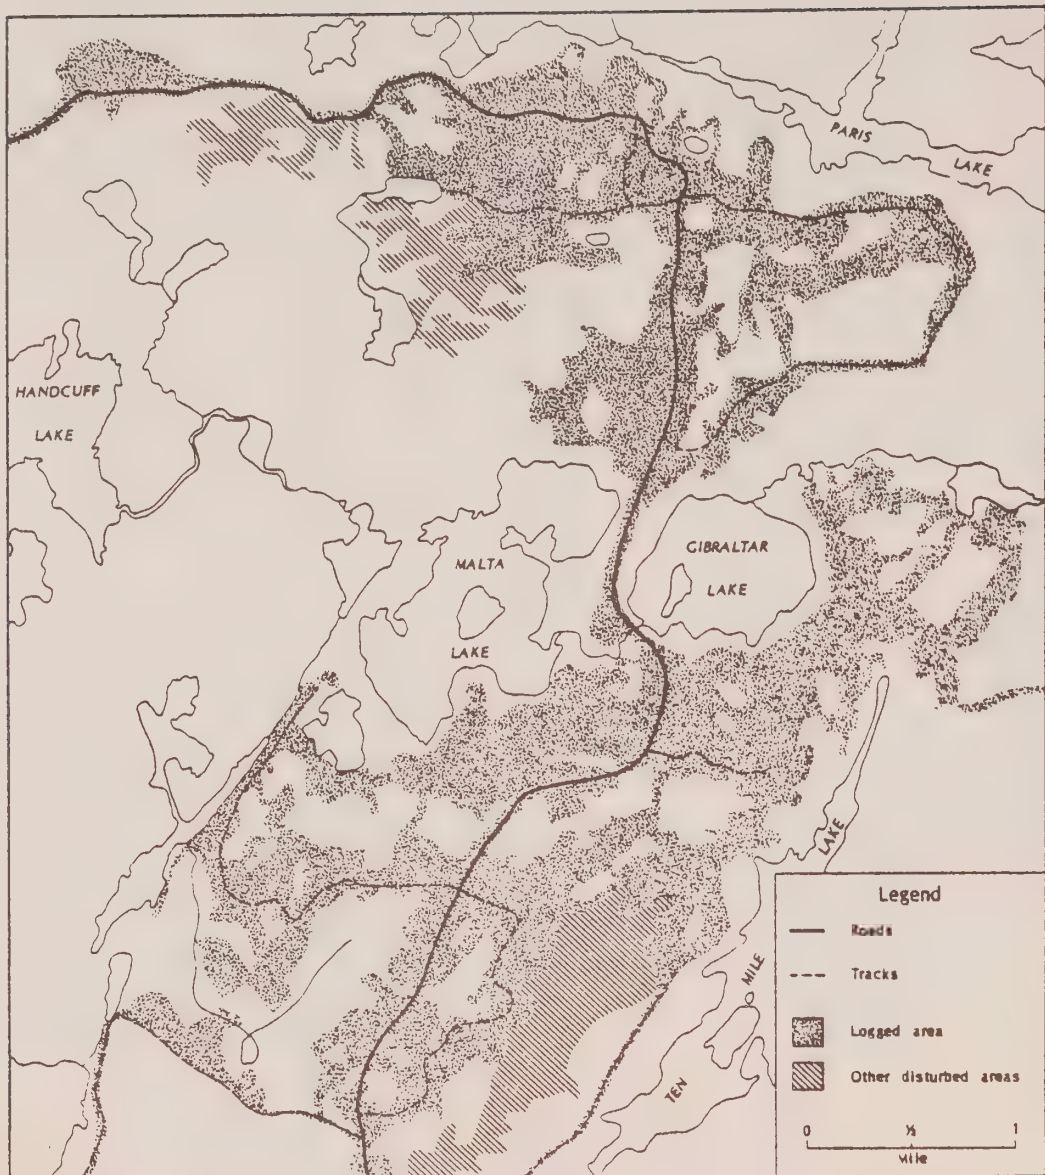 PARIS
LAKE
HANDCUFF
LAKE
MALTA
LAKE
GIBRALTAR
LAKE
LAKE
MILE
TEN
Legend
Roads
Tracks
Logged area
Other disturbed areas
0 ½ 1
Mile